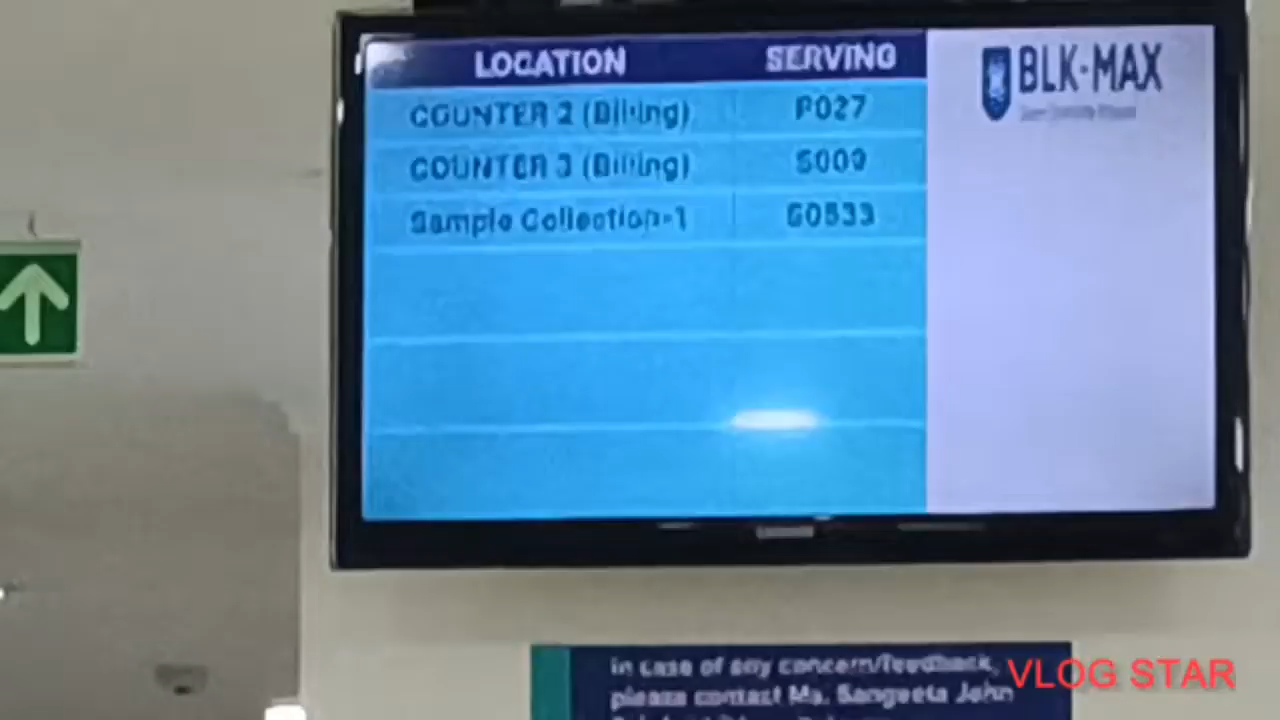 LOCATION SERVING
COUNTER 2 (Billing) P027
COUNTER 3 (Billing) S009
Sample Collection-1 S0533
BLK-MAX
In case of any concern/feedback,
please contact Ms. Sangeeta John
VLOG STAR